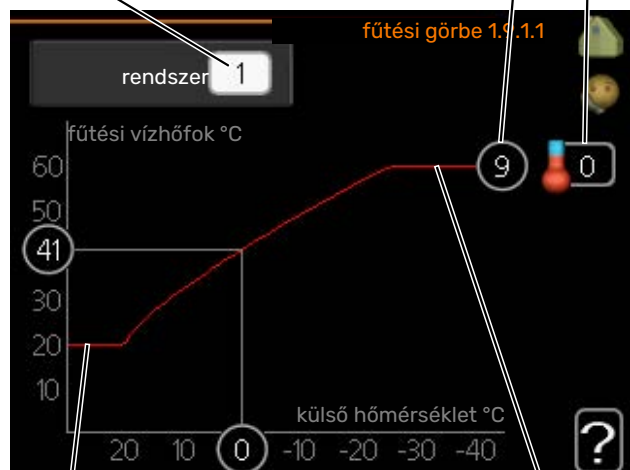 fűtési görbe 1.9.1.1
rendszer 1
fűtési vízhőfok °C
60
9
0
50
41
30
20
10
külső hőmérséklet °C
20 10 0 -10 -20 -30 -40
?